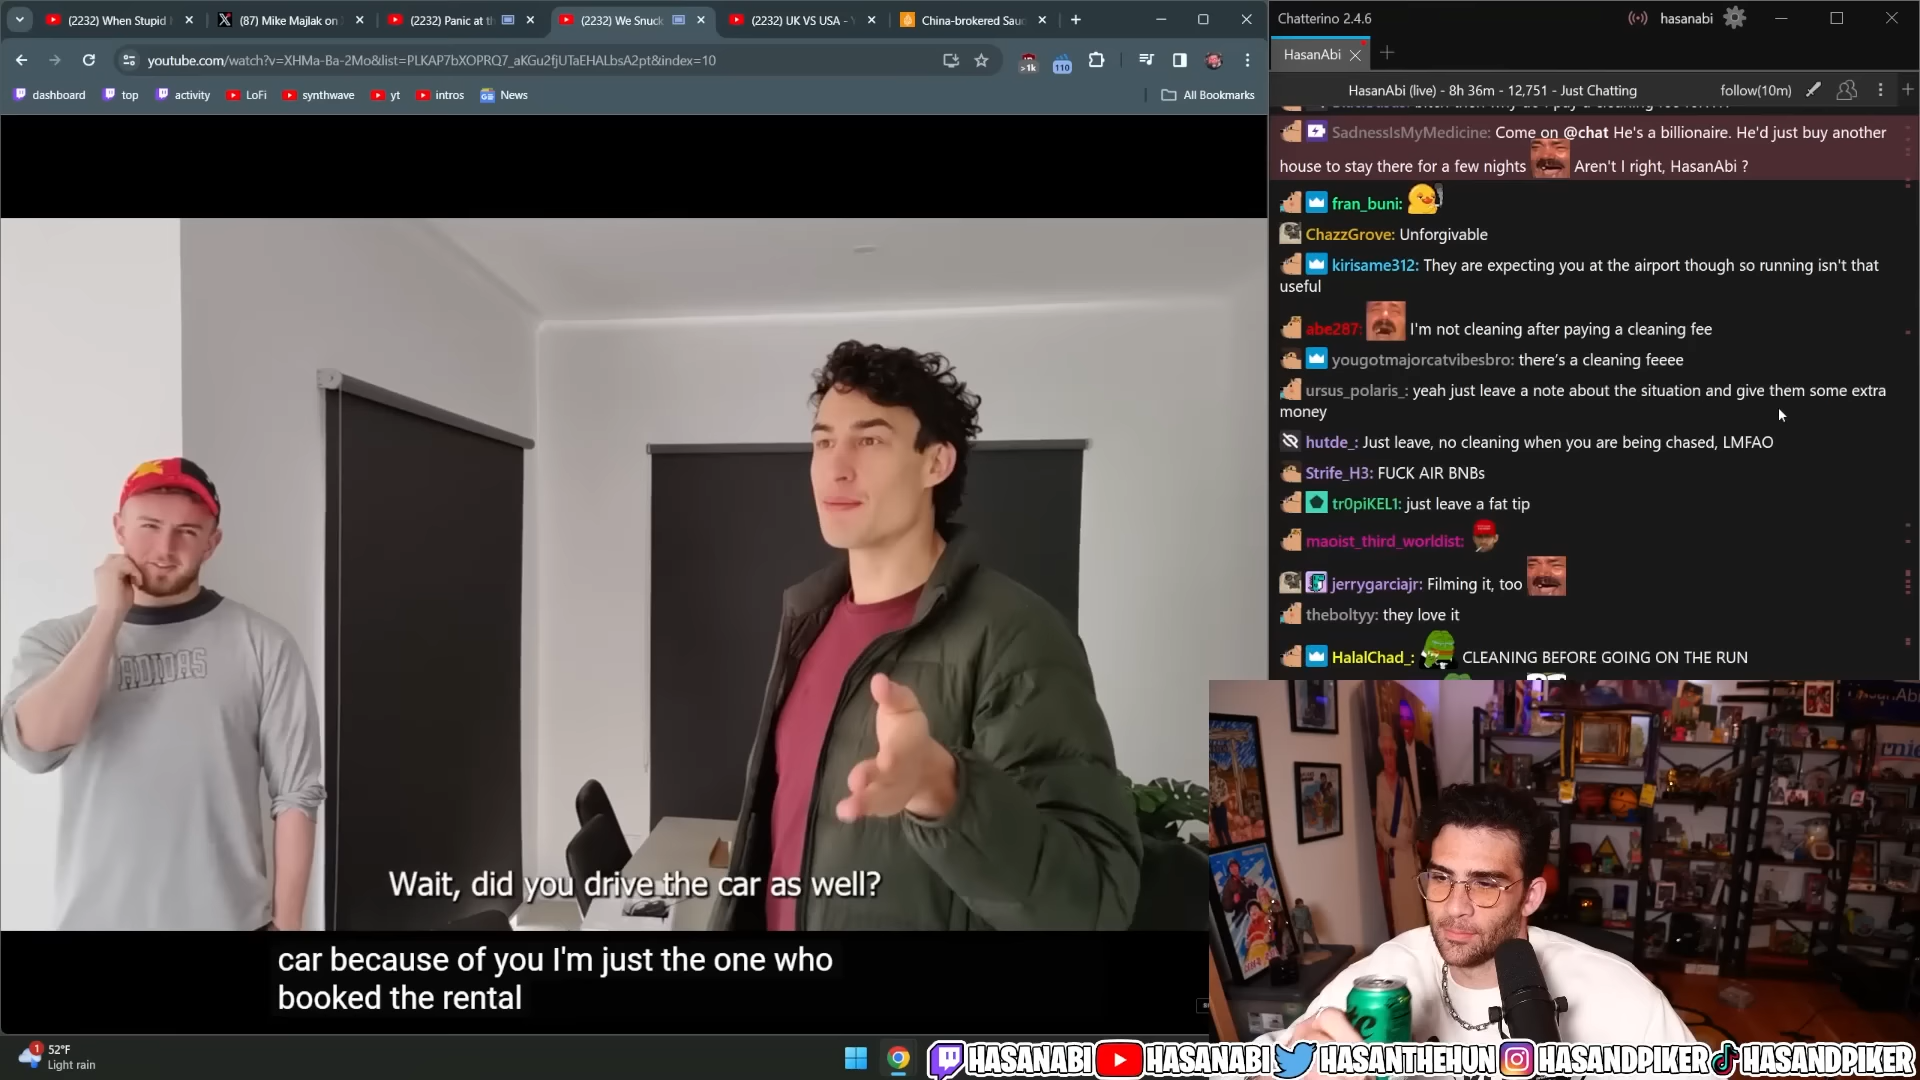 (2232) When Stupid
(87) Mike Majlak on
(2232) Panic at th
(2232) We Snuck
(2232) UK VS USA -
China-brokered Sau
youtube.com/watch?v=XHMa-Ba-2Mo&list=PLKAP7bXOPRQ7_aKGu2fjUTaEHALbsA2pt&index=10
>1k
110
dashboard
top
activity
LoFi
synthwave
yt
intros
News
All Bookmarks
ADIDAS
Wait, did you drive the car as well?
car because of you I'm just the one who
booked the rental
Chatterino 2.4.6
hasanabi
HasanAbi
HasanAbi (live) - 8h 36m - 12,751 - Just Chatting
follow(10m)
SadnessIsMyMedicine: Come on @chat He's a billionaire. He'd just buy another
house to stay there for a few nights Aren't I right, HasanAbi ?
fran_buni:
ChazzGrove: Unforgivable
kirisame312: They are expecting you at the airport though so running isn't that
useful
abe287: I'm not cleaning after paying a cleaning fee
yougotmajorcatvibesbro: there's a cleaning feeee
ursus_polaris_: yeah just leave a note about the situation and give them some extra
money
hutde_: Just leave, no cleaning when you are being chased, LMFAO
Strife_H3: FUCK AIR BNBs
tr0piKEL1: just leave a fat tip
maoist_third_worldist:
jerrygarciajr: Filming it, too
theboltyy: they love it
HalalChad_: CLEANING BEFORE GOING ON THE RUN
1
52°F
Light rain
HASANABI
HASANABI
HASANTHEHUN
HASANDPIKER
HASANDPIKER